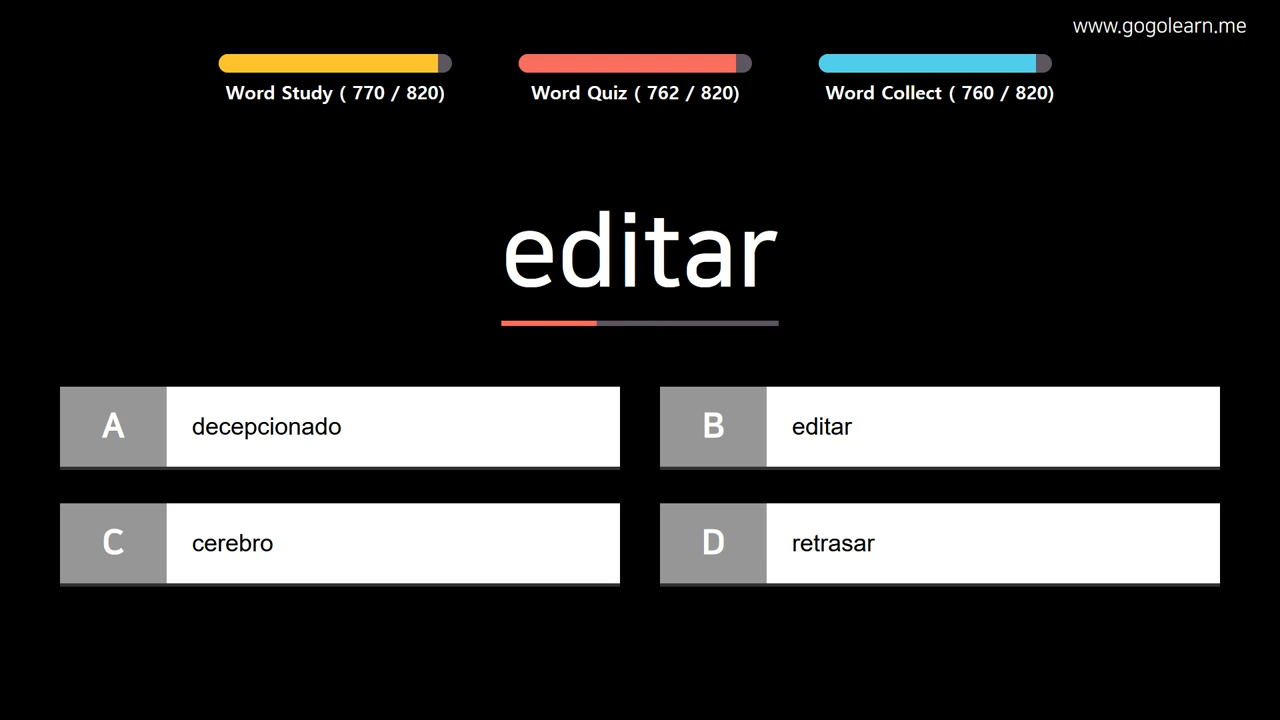 www.gogolearn.me
Word Study ( 770 / 820)
Word Quiz ( 762 / 820)
Word Collect ( 760 / 820)
editar
A decepcionado
B editar
C cerebro
D retrasar